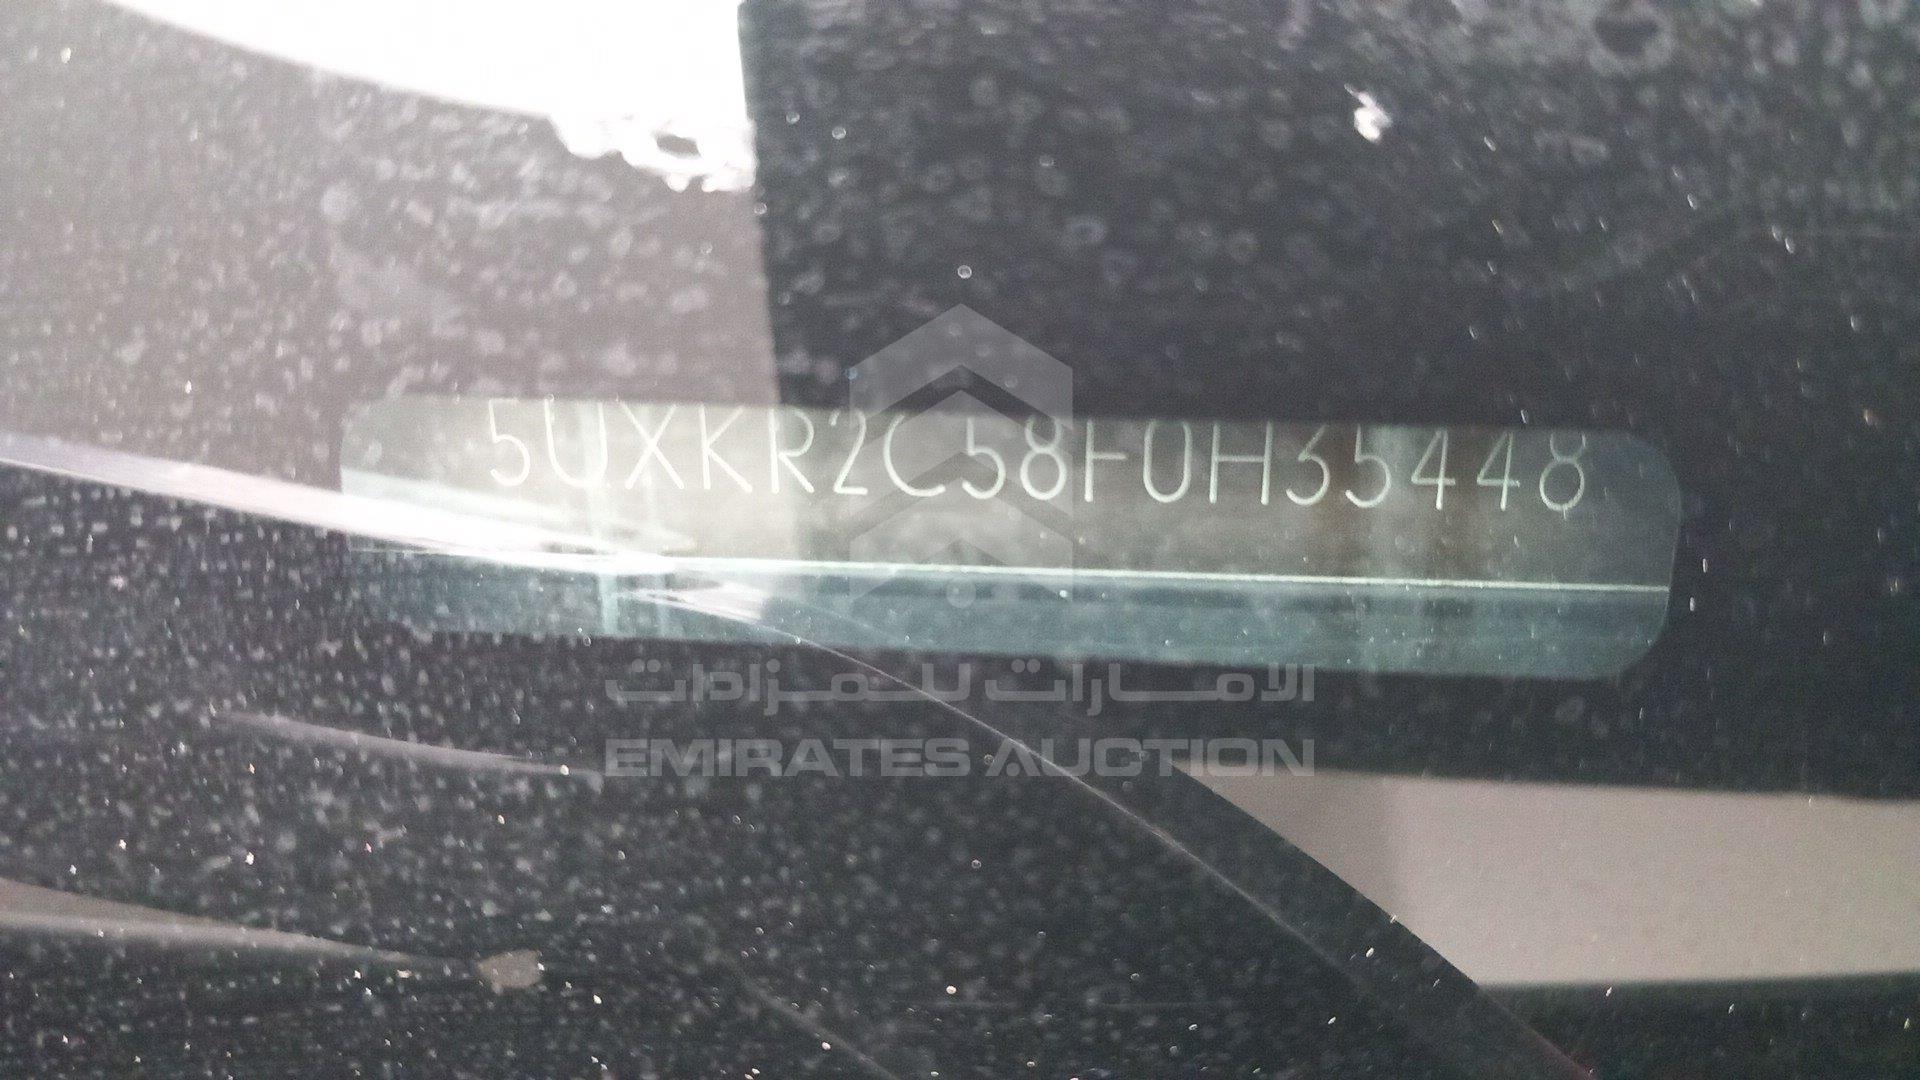 5UXKR2C58F0H35448
الامارات للمزادات
EMIRATES AUCTION